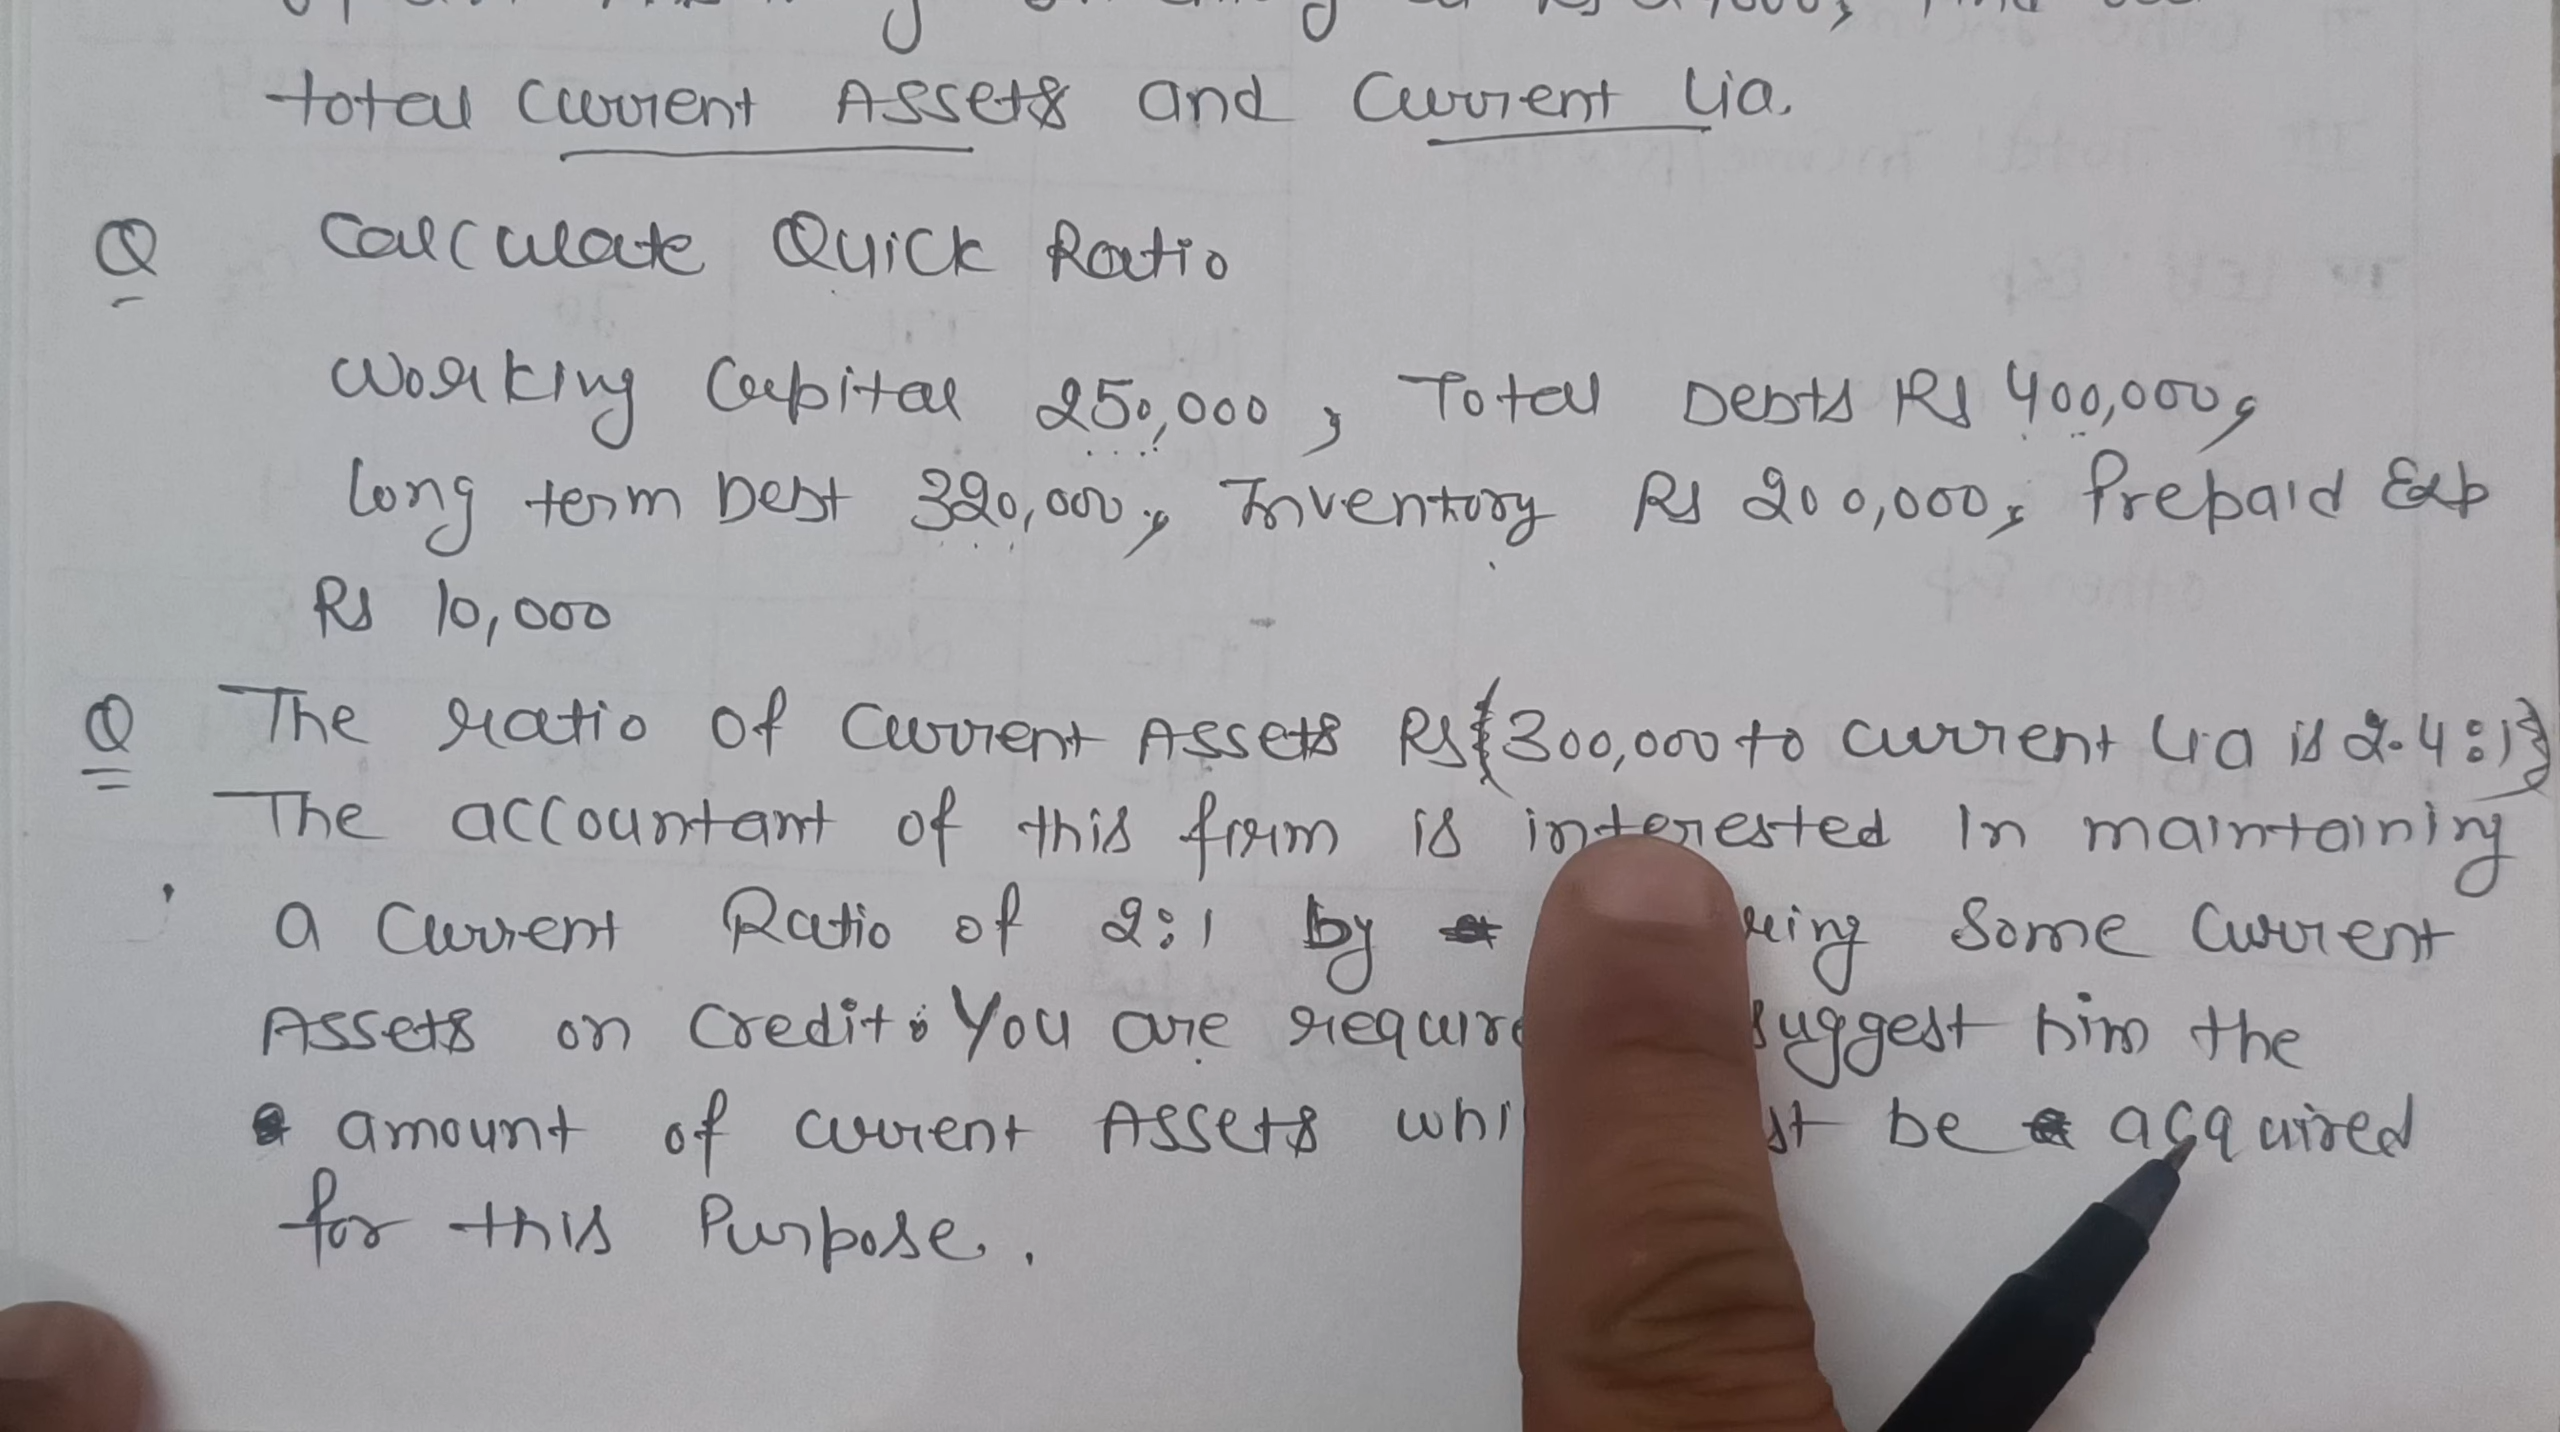 total current Assets and Current Lia.
Q Calculate Quick Ratio
Working Capital 250,000, Total Debts Rs 400,000,
Long term Debt 320,000, Inventory Rs 200,000, Prepaid Exp
Rs 10,000
Q The ratio of Current Assets Rs {300,000 to current Lia is 2.4:1}
The accountant of this firm is interested In maintaining
a Current Ratio of 2:1 by some Current
Assets on Credit. You are suggest him the
amount of current Assets be acquired
for this Purpose.